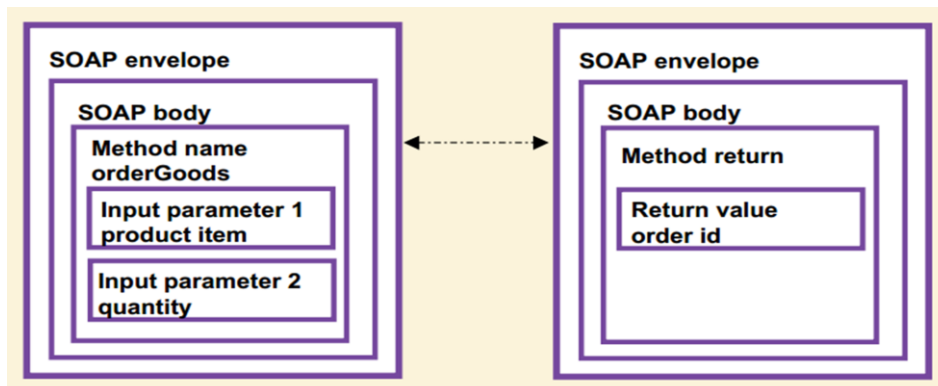 SOAP envelope
SOAP body
Method name
orderGoods
Input parameter 1
product item
Input parameter 2
quantity
SOAP envelope
SOAP body
Method return
Return value
order id